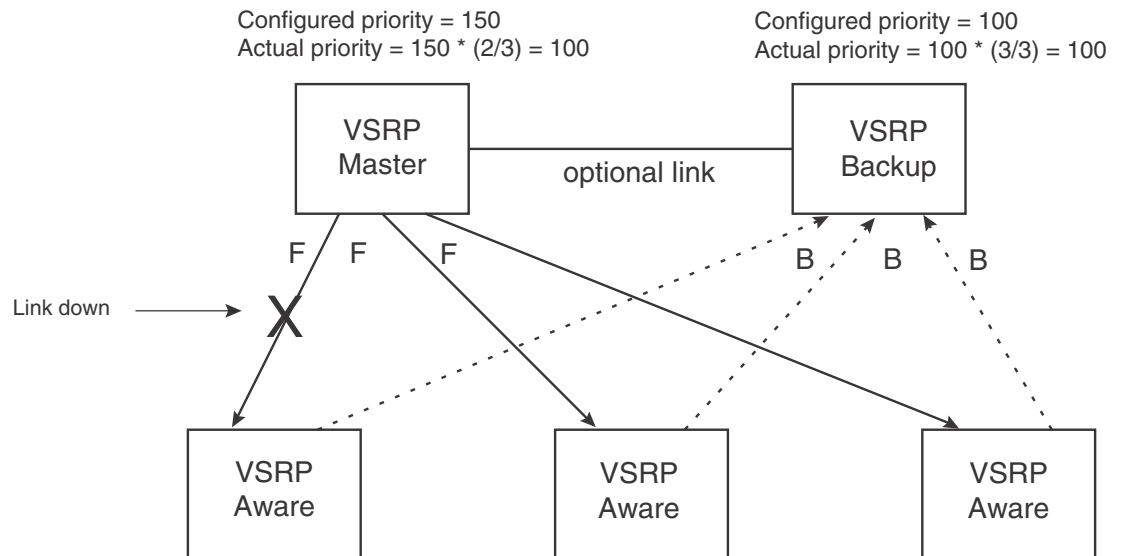 Configured priority = 150
Actual priority = 150 * (2/3) = 100
Configured priority = 100
Actual priority = 100 * (3/3) = 100
VSRP
Master
optional link
VSRP
Backup
F
F
F
B
B
B
Link down
X
VSRP
Aware
VSRP
Aware
VSRP
Aware